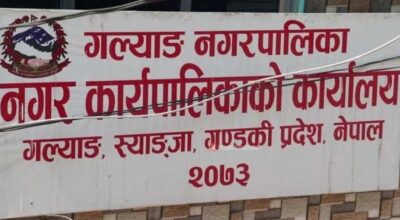 गल्याङ नगरपालिका
नगर कार्यपालिकाको कार्यालय
गल्याङ, स्याङ्जा, गण्डकी प्रदेश, नेपाल
२०७३